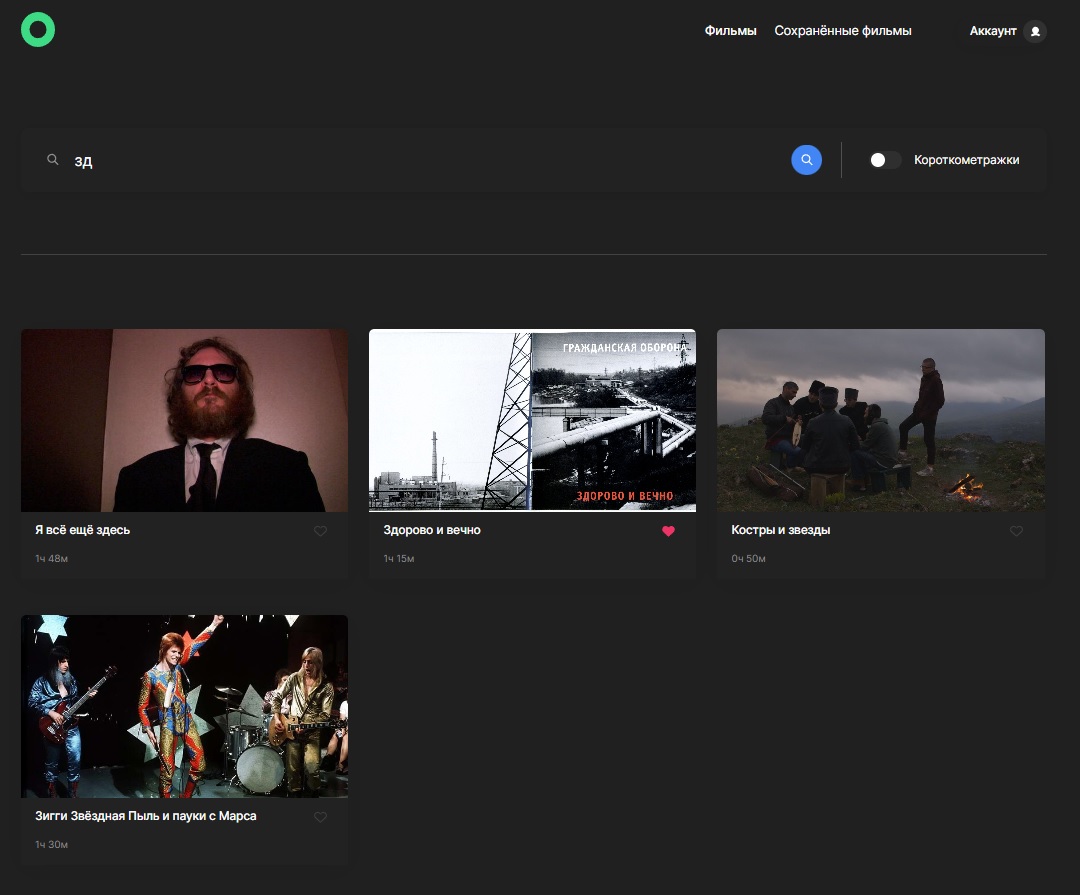 Фильмы Сохранённые фильмы Аккаунт
зд Короткометражки
ГРАЖДАНСКАЯ ОБОРОНА
ЗДОРОВО И ВЕЧНО
Я всё ещё здесь
1ч 48м
Здорово и вечно
1ч 15м
Костры и звезды
0ч 50м
Зигги Звёздная Пыль и пауки с Марса
1ч 30м